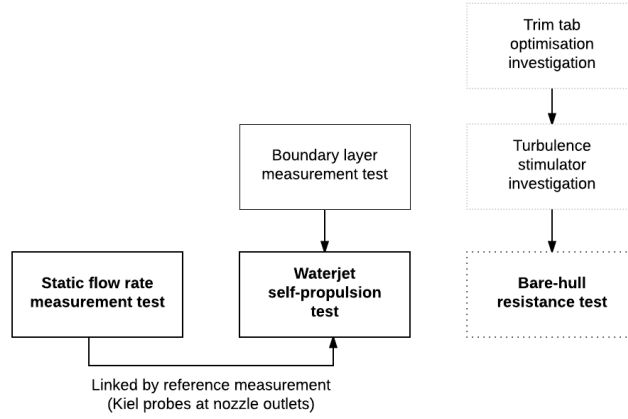 Trim tab
optimisation
investigation
Boundary layer
measurement test
Turbulence
stimulator
investigation
Static flow rate
measurement test
Waterjet
self-propulsion
test
Bare-hull
resistance test
Linked by reference measurement
(Kiel probes at nozzle outlets)